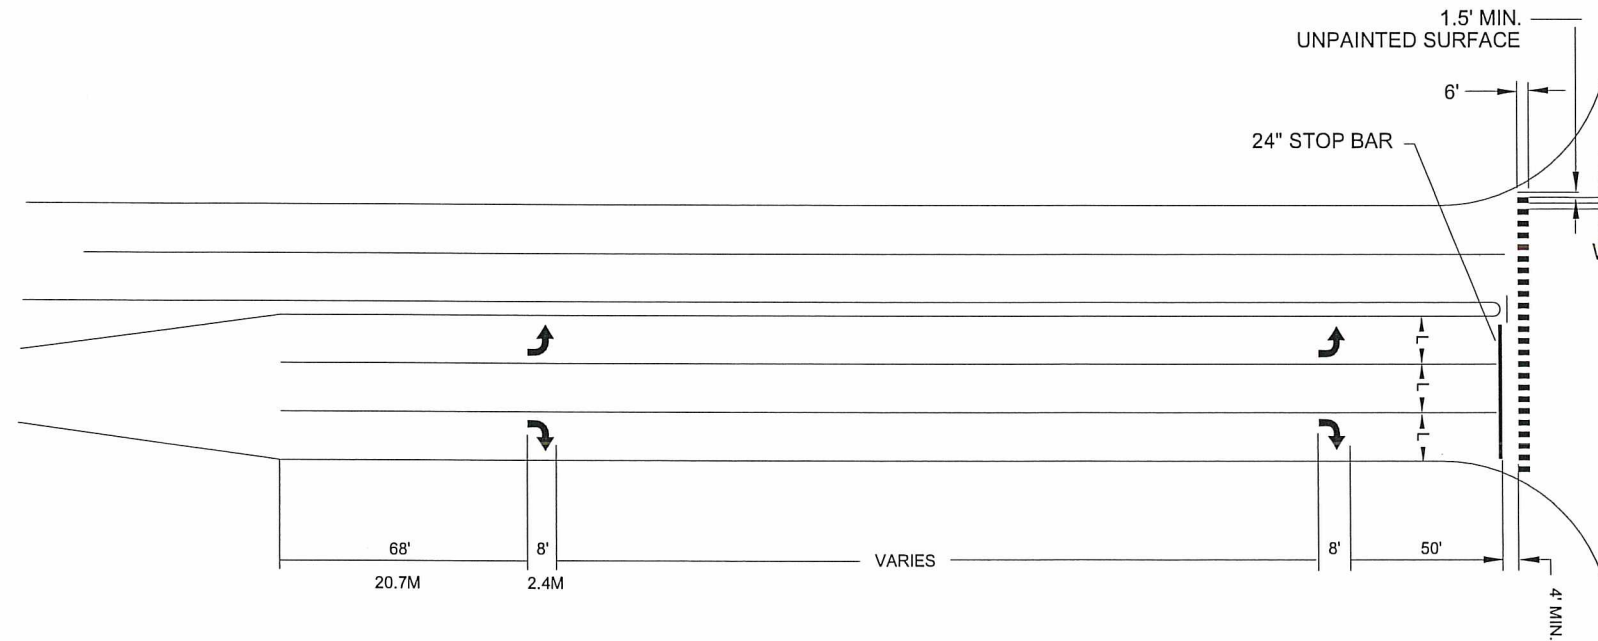 1.5' MIN.
UNPAINTED SURFACE
6'
24" STOP BAR
L
L
L
68'
8'
VARIES
8'
50'
20.7M
2.4M
4' MIN.